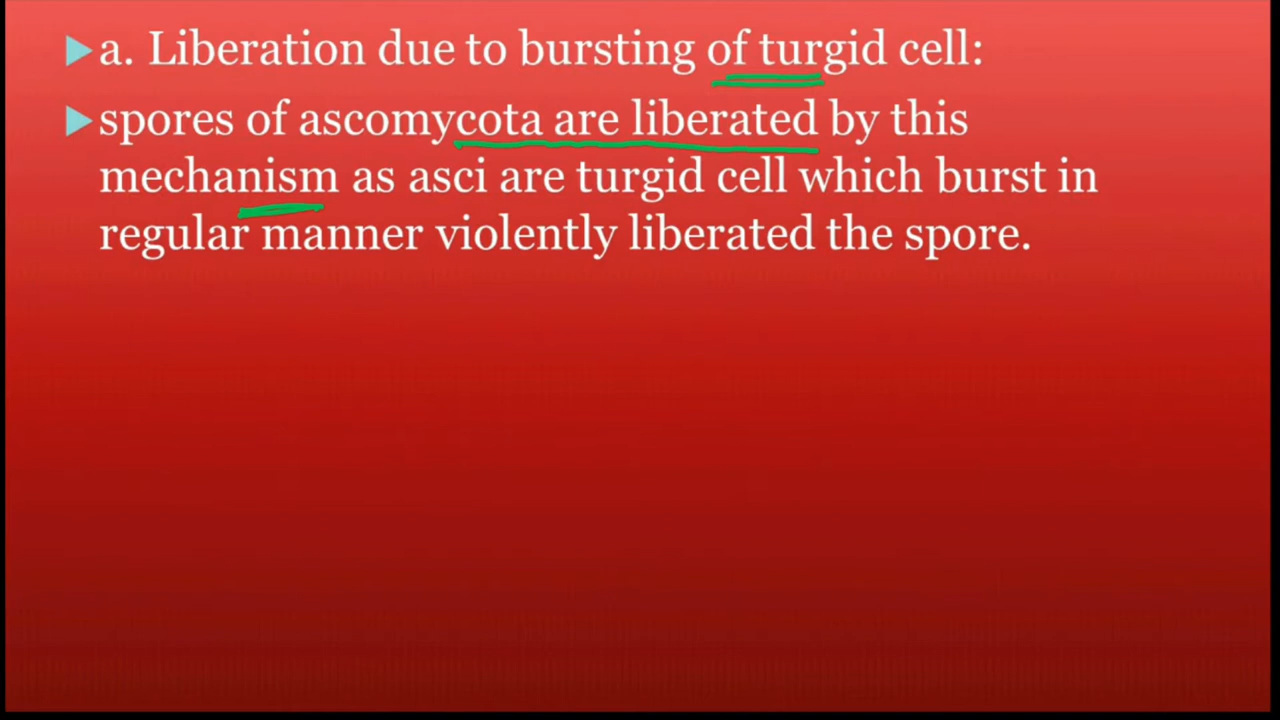 a. Liberation due to bursting of turgid cell:
spores of ascomycota are liberated by this
mechanism as asci are turgid cell which burst in
regular manner violently liberated the spore.